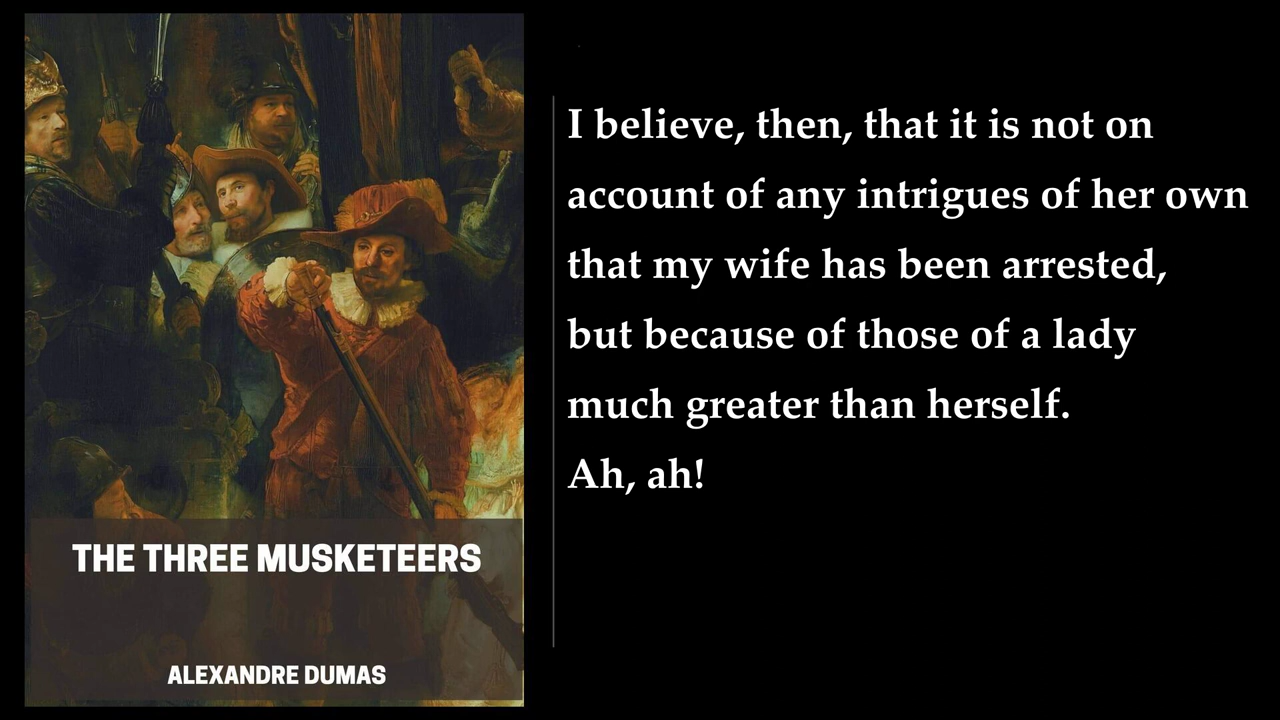 THE THREE MUSKETEERS
ALEXANDRE DUMAS
I believe, then, that it is not on
account of any intrigues of her own
that my wife has been arrested,
but because of those of a lady
much greater than herself.
Ah, ah!